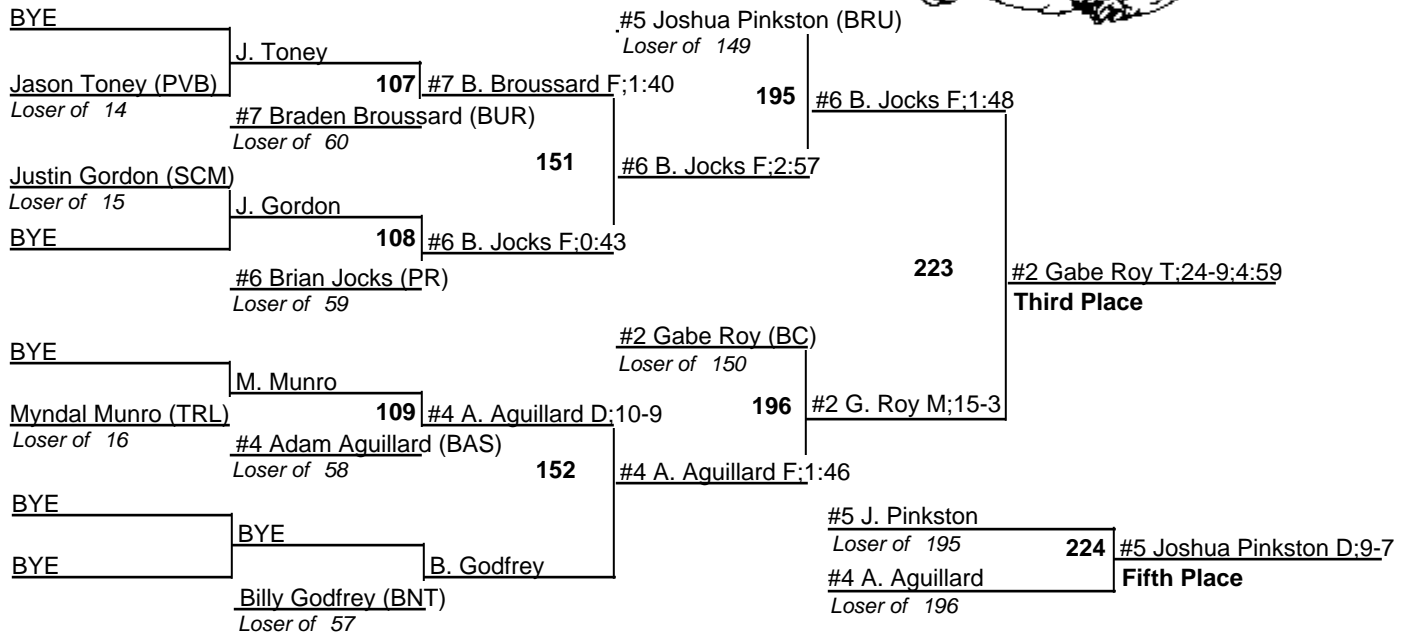 BYE
#5 Joshua Pinkston (BRU)
Loser of 149
J. Toney
Jason Toney (PVB)
Loser of 14
107
#7 B. Broussard F;1:40
195
#6 B. Jocks F;1:48
#7 Braden Broussard (BUR)
Loser of 60
151
#6 B. Jocks F;2:57
Justin Gordon (SCM)
Loser of 15
J. Gordon
BYE
108
#6 B. Jocks F;0:43
#6 Brian Jocks (PR)
Loser of 59
223
#2 Gabe Roy T;24-9;4:59
Third Place
BYE
#2 Gabe Roy (BC)
Loser of 150
M. Munro
Myndal Munro (TRL)
Loser of 16
109
#4 A. Aguillard D;10-9
196
#2 G. Roy M;15-3
#4 Adam Aguillard (BAS)
Loser of 58
152
#4 A. Aguillard F;1:46
BYE
BYE
BYE
B. Godfrey
Billy Godfrey (BNT)
Loser of 57
#5 J. Pinkston
Loser of 195
224
#5 Joshua Pinkston D;9-7
#4 A. Aguillard
Loser of 196
Fifth Place